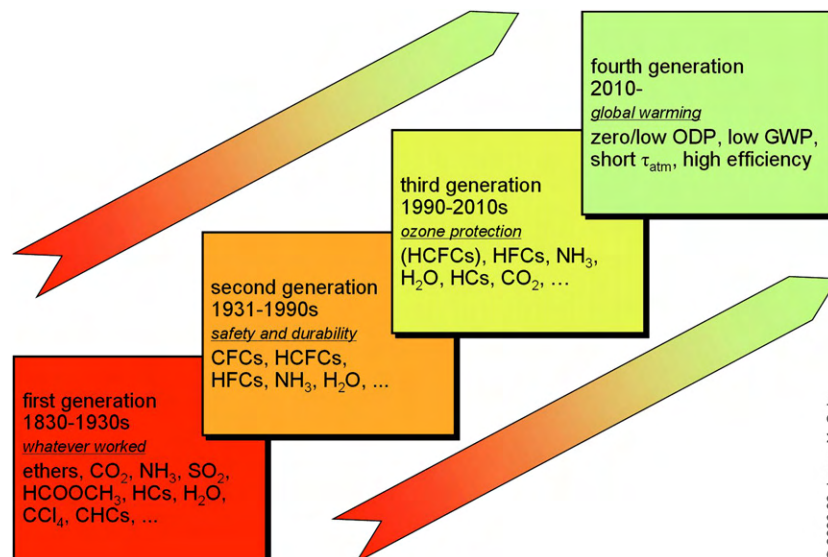 fourth generation
2010-
global warming
zero/low ODP, low GWP,
short τatm, high efficiency
third generation
1990-2010s
ozone protection
(HCFCs), HFCs, NH₃,
H₂O, HCs, CO₂, ...
second generation
1931-1990s
safety and durability
CFCs, HCFCs,
HFCs, NH₃, H₂O, ...
first generation
1830-1930s
whatever worked
ethers, CO₂, NH₃, SO₂,
HCOOCH₃, HCs, H₂O,
CCl₄, CHCs, ...